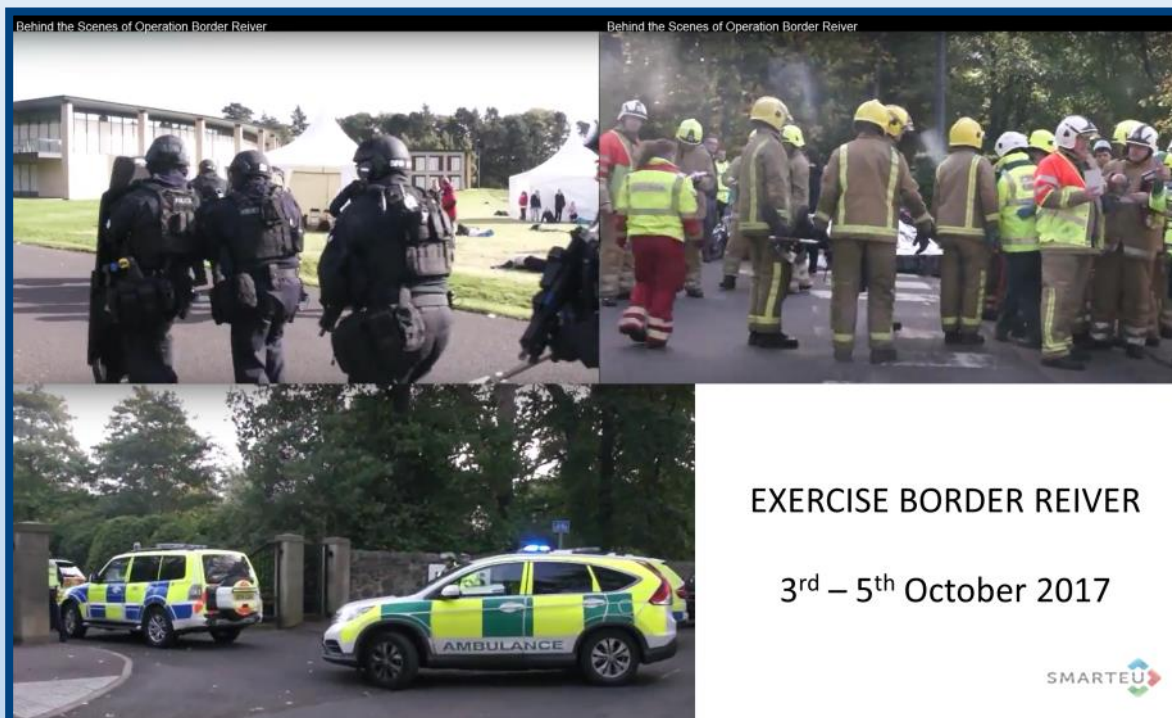 Behind the Scenes of Operation Border Reiver
Behind the Scenes of Operation Border Reiver
POLICE
AMBULANCE
EXERCISE BORDER REIVER
3rd – 5th October 2017
SMARTEU